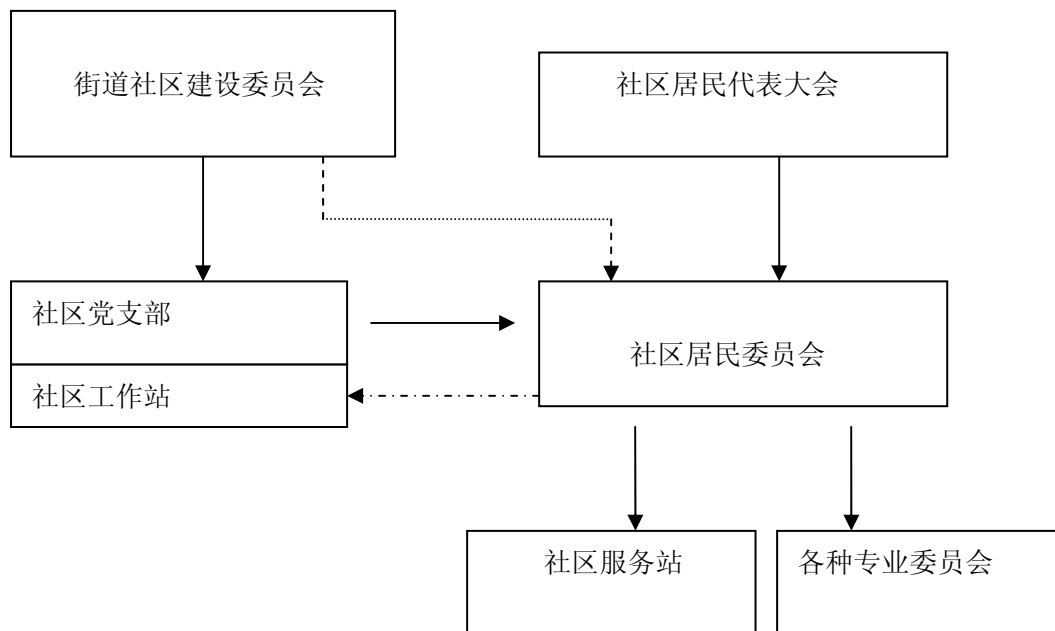 街道社区建设委员会
社区居民代表大会
社区党支部
社区居民委员会
社区工作站
社区服务站
各种专业委员会